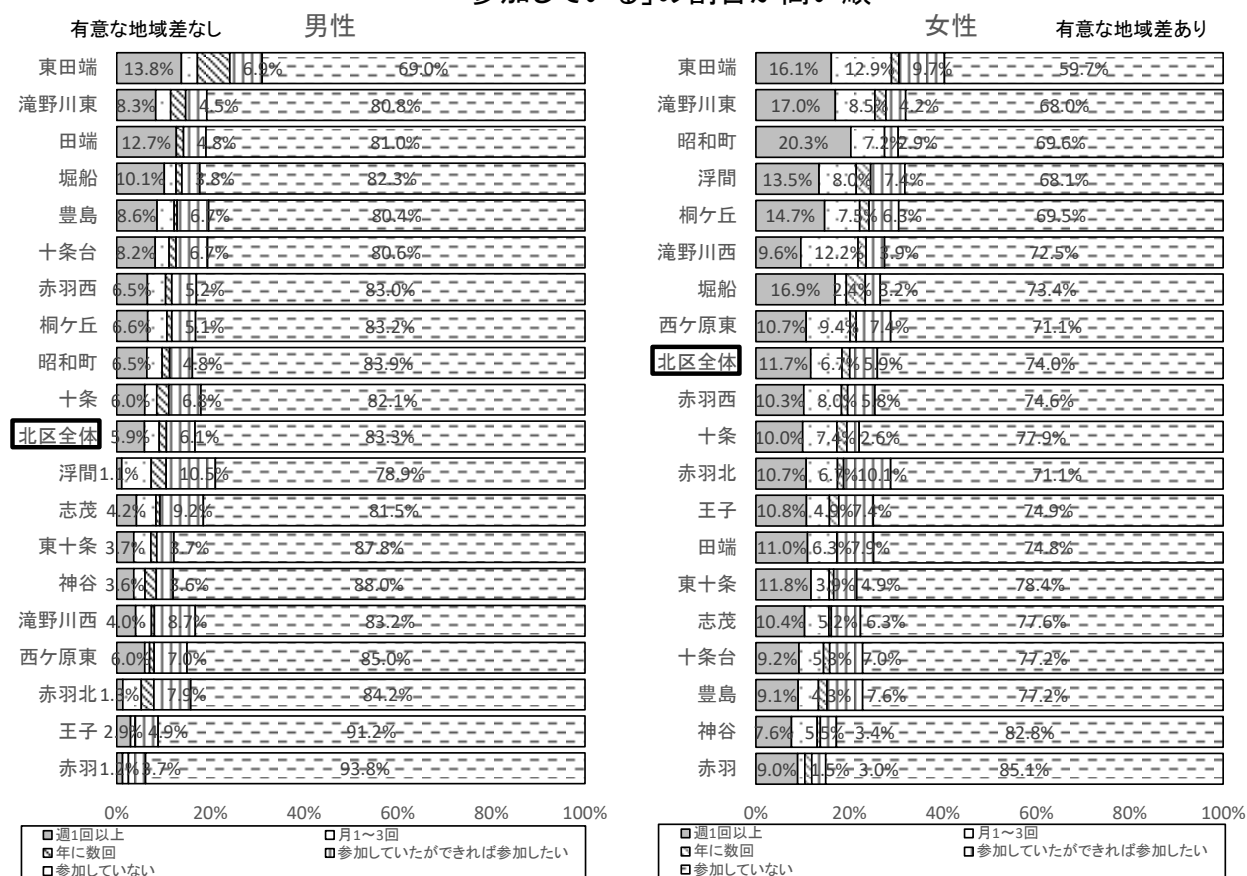 参加している」の割合が高い順
有意な地域差なし
男性
東田端 13.8% 6.9% 69.0%
滝野川東 8.3% 4.5% 80.8%
田端 12.7% 4.8% 81.0%
堀船 10.1% 3.8% 82.3%
豊島 8.6% 6.7% 80.4%
十条台 8.2% 6.7% 80.6%
赤羽西 6.5% 5.2% 83.0%
桐ケ丘 6.6% 5.1% 83.2%
昭和町 6.5% 4.8% 83.9%
十条 6.0% 6.8% 82.1%
北区全体 5.9% 6.1% 83.3%
浮間 1.1% 10.5% 78.9%
志茂 4.2% 9.2% 81.5%
東十条 3.7% 3.7% 87.8%
神谷 3.6% 3.6% 88.0%
滝野川西 4.0% 8.7% 83.2%
西ケ原東 6.0% 7.0% 85.0%
赤羽北 1.3% 7.9% 84.2%
王子 2.9% 4.9% 91.2%
赤羽 1.2% 3.7% 93.8%
0% 20% 40% 60% 80% 100%
週1回以上 月1～3回
年に数回 参加していたができれば参加したい
参加していない
女性
有意な地域差あり
東田端 16.1% 12.9% 9.7% 59.7%
滝野川東 17.0% 8.5% 4.2% 68.0%
昭和町 20.3% 7.2% 2.9% 69.6%
浮間 13.5% 8.0% 7.4% 68.1%
桐ケ丘 14.7% 7.5% 6.3% 69.5%
滝野川西 9.6% 12.2% 3.9% 72.5%
堀船 16.9% 2.4% 3.2% 73.4%
西ケ原東 10.7% 9.4% 7.4% 71.1%
北区全体 11.7% 6.7% 5.9% 74.0%
赤羽西 10.3% 8.0% 5.8% 74.6%
十条 10.0% 7.4% 2.6% 77.9%
赤羽北 10.7% 6.7% 10.1% 71.1%
王子 10.8% 4.9% 7.4% 74.9%
田端 11.0% 6.3% 7.9% 74.8%
東十条 11.8% 3.9% 4.9% 78.4%
志茂 10.4% 5.2% 6.3% 77.6%
十条台 9.2% 5.3% 7.0% 77.2%
豊島 9.1% 4.3% 7.6% 77.2%
神谷 7.6% 5.5% 3.4% 82.8%
赤羽 9.0% 1.5% 3.0% 85.1%
0% 20% 40% 60% 80% 100%
週1回以上 月1～3回
年に数回 参加していたができれば参加したい
参加していない